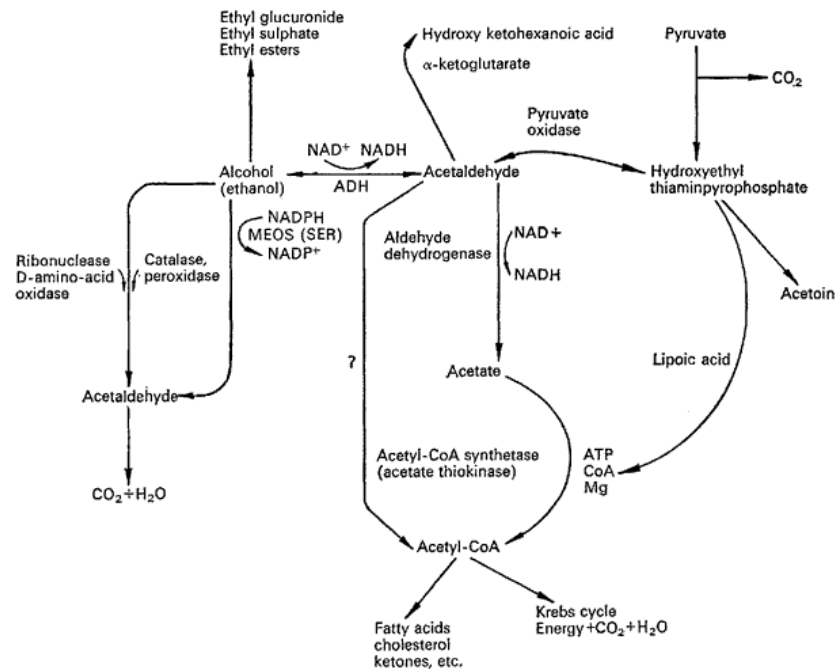 Ethyl glucuronide
Ethyl sulphate
Ethyl esters
Hydroxy ketohexanoic acid
α-ketoglutarate
Pyruvate
CO₂
Pyruvate
oxidase
NAD⁺ NADH
Alcohol
(ethanol)
ADH
Acetaldehyde
Hydroxyethyl
thiaminpyrophosphate
NADPH
MEOS (SER)
NADP⁺
Ribonuclease
D-amino-acid
oxidase
Catalase,
peroxidase
Aldehyde
dehydrogenase
NAD+
NADH
Acetoin
?
Acetate
Lipoic acid
Acetaldehyde
Acetyl-CoA synthetase
(acetate thiokinase)
ATP
CoA
Mg
CO₂÷H₂O
Acetyl-CoA
Fatty acids
cholesterol
ketones, etc.
Krebs cycle
Energy+CO₂+H₂O